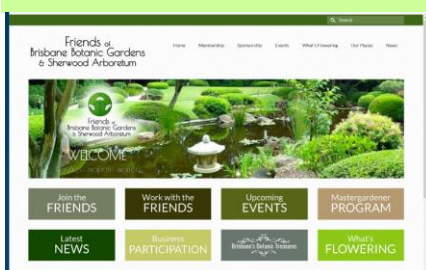 Search
Friends of
Brisbane Botanic Gardens
& Sherwood Arboretum
Home Membership Sponsorship Events What's Flowering Our Places News
Friends of
Brisbane Botanic Gardens
& Sherwood Arboretum
WELCOME
Join the
FRIENDS
Work with the
FRIENDS
Upcoming
EVENTS
Mastergardener
PROGRAM
Latest
NEWS
Business
PARTICIPATION
Brisbane's Botanic Treasures
What's
FLOWERING